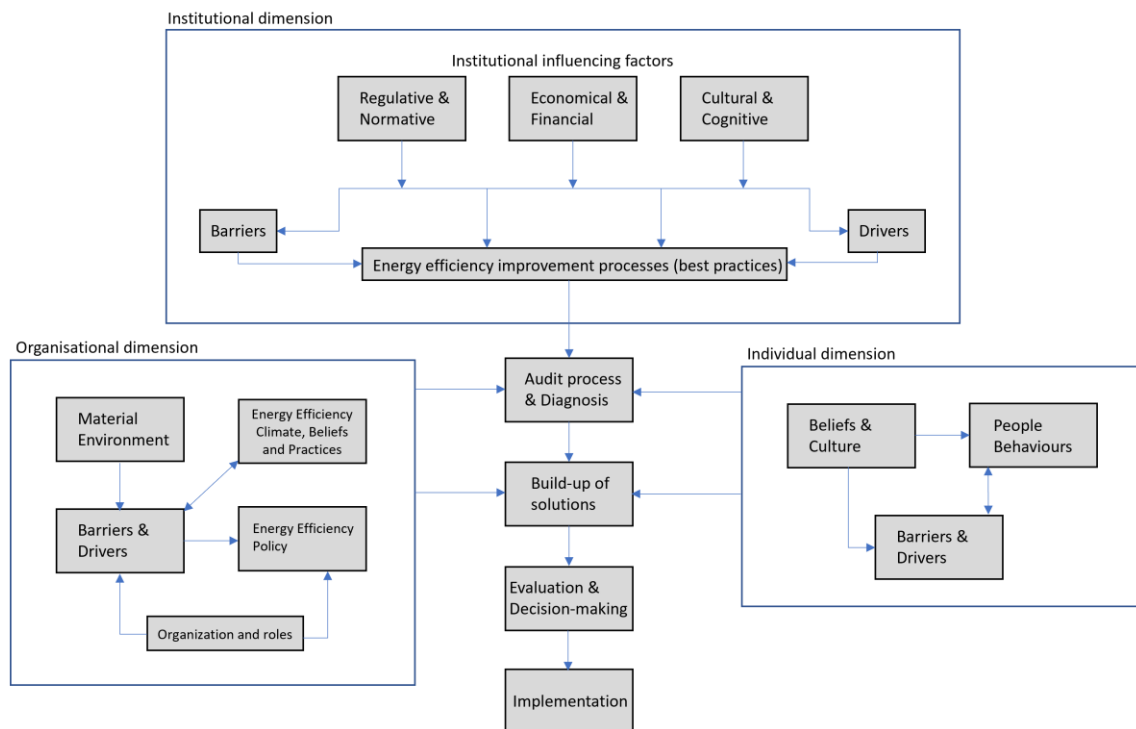 Institutional dimension
Institutional influencing factors
Regulative &
Normative
Economical &
Financial
Cultural &
Cognitive
Barriers
Drivers
Energy efficiency improvement processes (best practices)
Organisational dimension
Material
Environment
Energy Efficiency
Climate, Beliefs
and Practices
Barriers &
Drivers
Energy Efficiency
Policy
Organization and roles
Audit process
& Diagnosis
Build-up of
solutions
Evaluation &
Decision-making
Implementation
Individual dimension
Beliefs &
Culture
People
Behaviours
Barriers &
Drivers